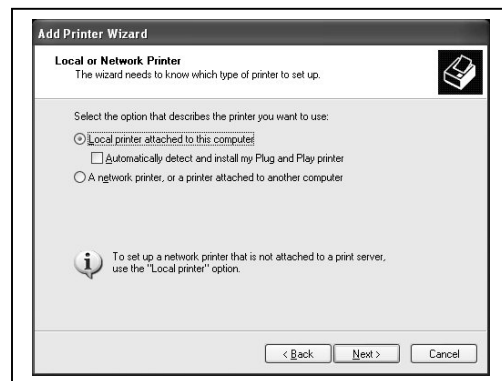 Add Printer Wizard
Local or Network Printer
The wizard needs to know which type of printer to set up.
Select the option that describes the printer you want to use:
Local printer attached to this computer
Automatically detect and install my Plug and Play printer
A network printer, or a printer attached to another computer
To set up a network printer that is not attached to a print server,
use the "Local printer" option.
< Back Next > Cancel